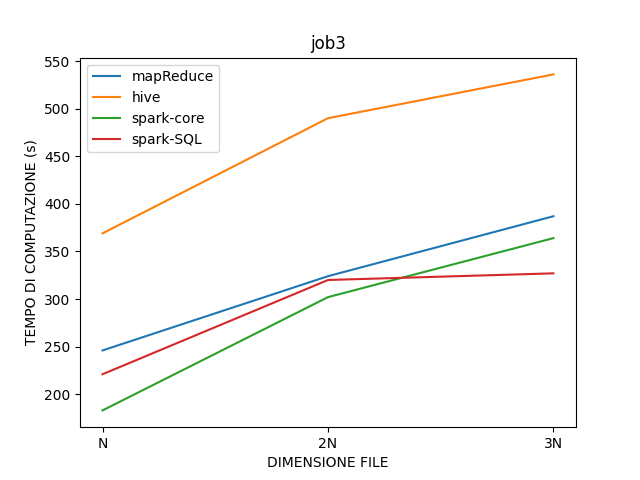 job3
mapReduce
hive
spark-core
spark-SQL
TEMPO DI COMPUTAZIONE (s)
550
500
450
400
350
300
250
200
N
2N
3N
DIMENSIONE FILE